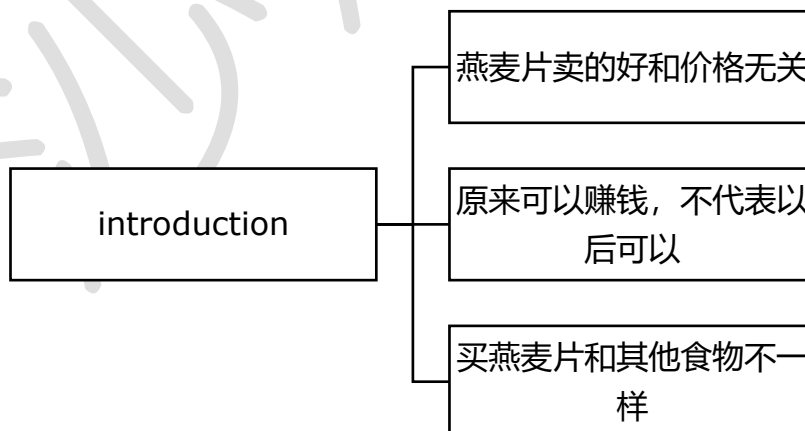 燕麦片卖的好和价格无关
introduction
原来可以赚钱，不代表以
后可以
买燕麦片和其他食物不一
样